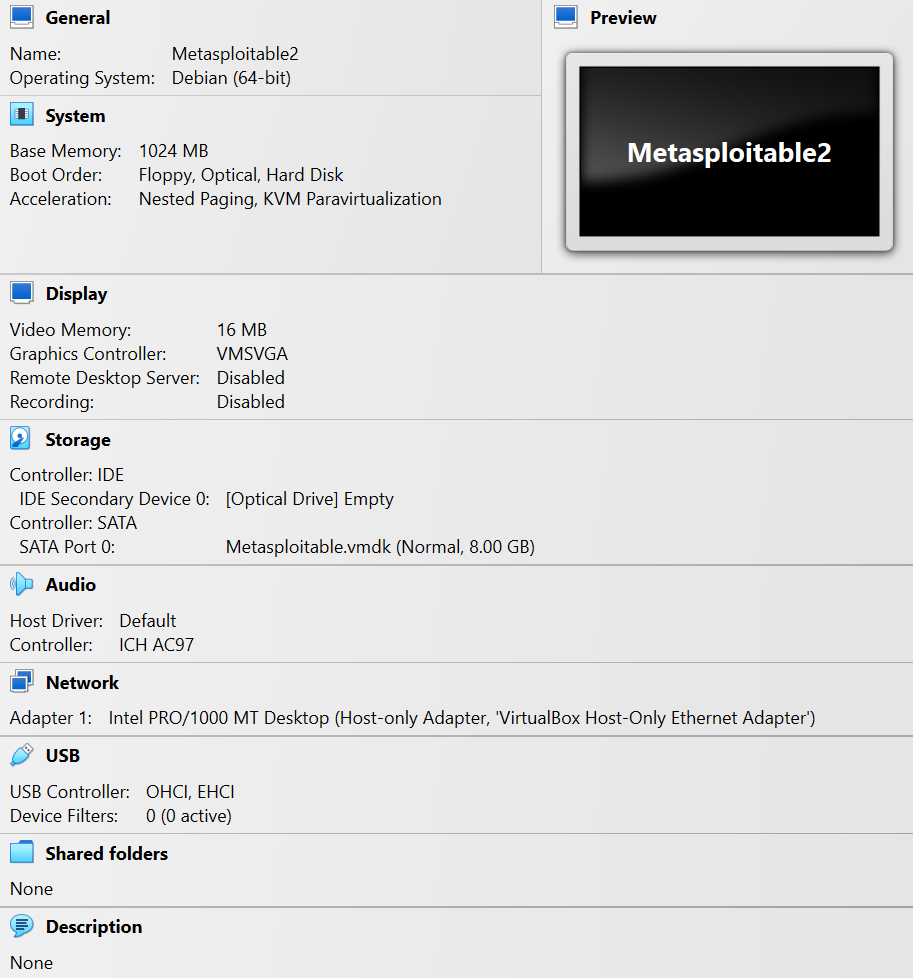 General
Name: Metasploitable2
Operating System: Debian (64-bit)
Preview
Metasploitable2
System
Base Memory: 1024 MB
Boot Order: Floppy, Optical, Hard Disk
Acceleration: Nested Paging, KVM Paravirtualization
Display
Video Memory: 16 MB
Graphics Controller: VMSVGA
Remote Desktop Server: Disabled
Recording: Disabled
Storage
Controller: IDE
IDE Secondary Device 0: [Optical Drive] Empty
Controller: SATA
SATA Port 0: Metasploitable.vmdk (Normal, 8.00 GB)
Audio
Host Driver: Default
Controller: ICH AC97
Network
Adapter 1: Intel PRO/1000 MT Desktop (Host-only Adapter, 'VirtualBox Host-Only Ethernet Adapter')
USB
USB Controller: OHCI, EHCI
Device Filters: 0 (0 active)
Shared folders
None
Description
None